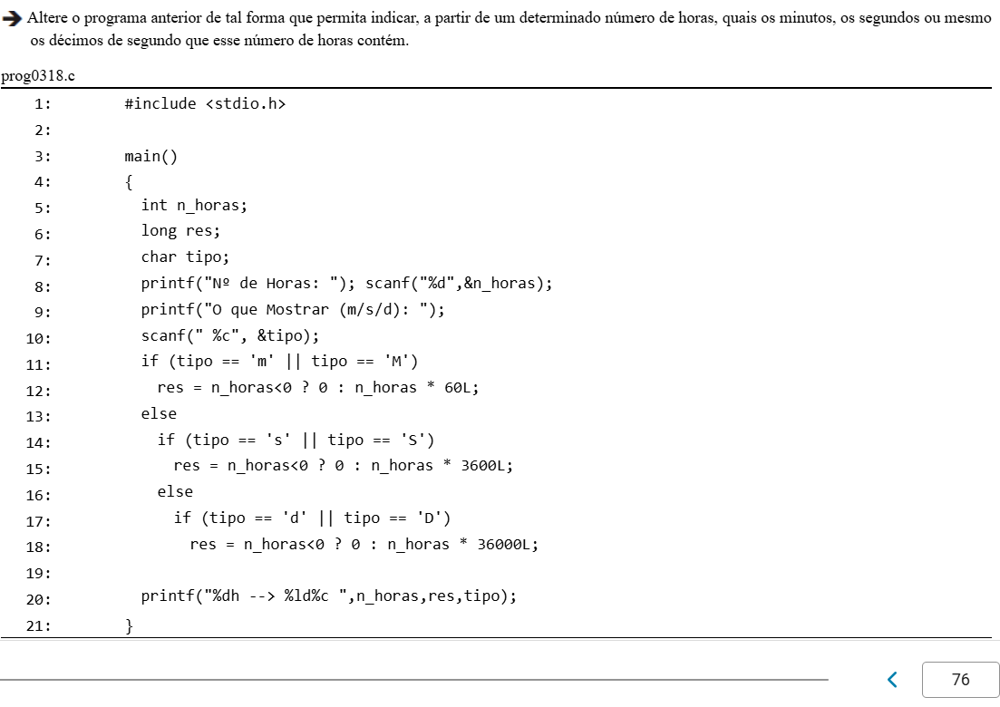 ➔ Altere o programa anterior de tal forma que permita indicar, a partir de um determinado número de horas, quais os minutos, os segundos ou mesmo
os décimos de segundo que esse número de horas contém.
prog0318.c
1: #include <stdio.h>
2:
3: main()
4: {
5: int n_horas;
6: long res;
7: char tipo;
8: printf("Nº de Horas: "); scanf("%d",&n_horas);
9: printf("O que Mostrar (m/s/d): ");
10: scanf(" %c", &tipo);
11: if (tipo == 'm' || tipo == 'M')
12: res = n_horas<0 ? 0 : n_horas * 60L;
13: else
14: if (tipo == 's' || tipo == 'S')
15: res = n_horas<0 ? 0 : n_horas * 3600L;
16: else
17: if (tipo == 'd' || tipo == 'D')
18: res = n_horas<0 ? 0 : n_horas * 36000L;
19:
20: printf("%dh --> %ld%c ",n_horas,res,tipo);
21: }
76